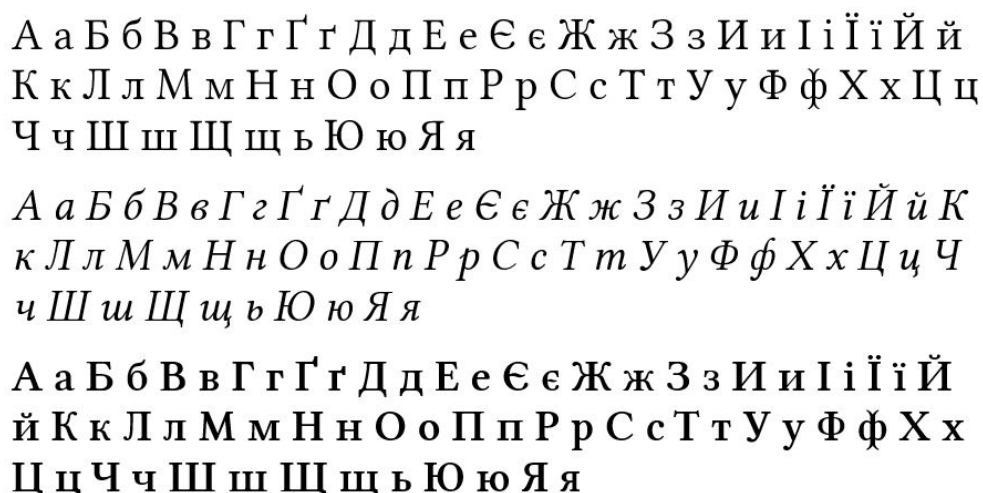 А а Б б В в Г г Ґ ґ Д д Е е Є є Ж ж З з И и І і Ї ї Й й
К к Л л М м Н н О о П п Р р С с Т т У у Ф ф Х х Ц ц
Ч ч Ш ш Щ щ ь Ю ю Я я
А а Б б В в Г г Ґ ґ Д д Е е Є є Ж ж З з И и І і Ї ї Й й К
к Л л М м Н н О о П п Р р С с Т т У у Ф ф Х х Ц ц Ч
ч Ш ш Щ щ ь Ю ю Я я
А а Б б В в Г г Ґ ґ Д д Е е Є є Ж ж З з И и І і Ї ї Й
й К к Л л М м Н н О о П п Р р С с Т т У у Ф ф Х х
Ц ц Ч ч Ш ш Щ щ ь Ю ю Я я